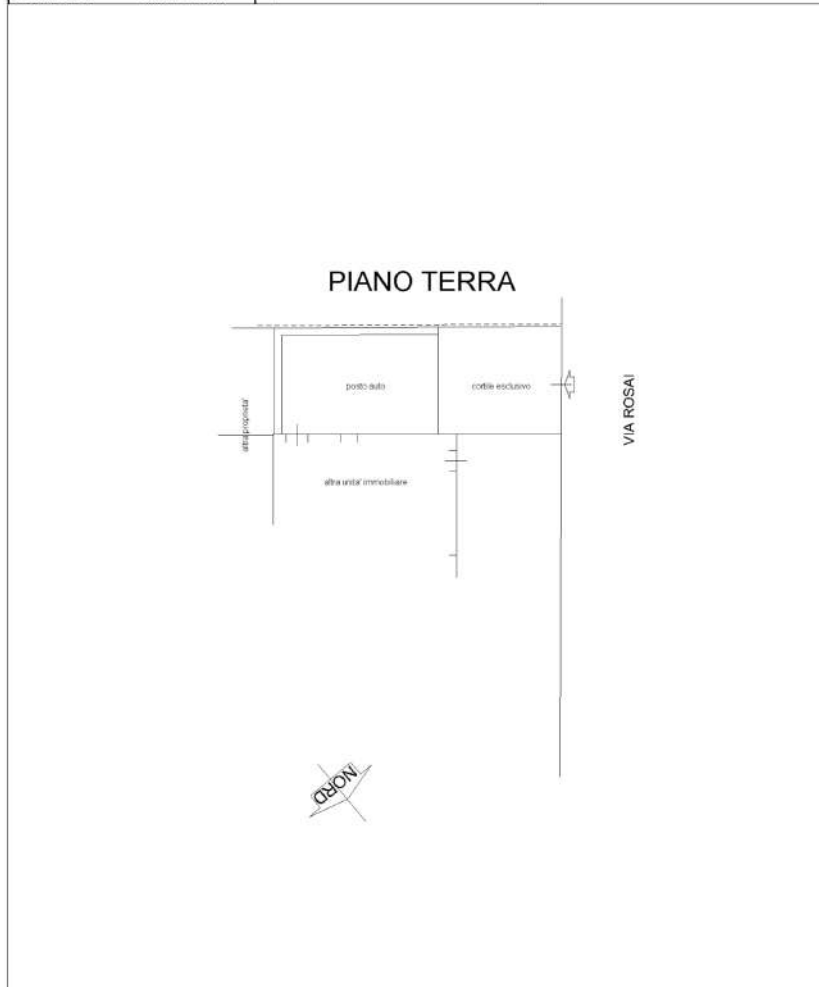 PIANO TERRA
posto auto
cortile esclusivo
VIA ROSAI
altra proprieta'
altra unita' immobiliare
NORD